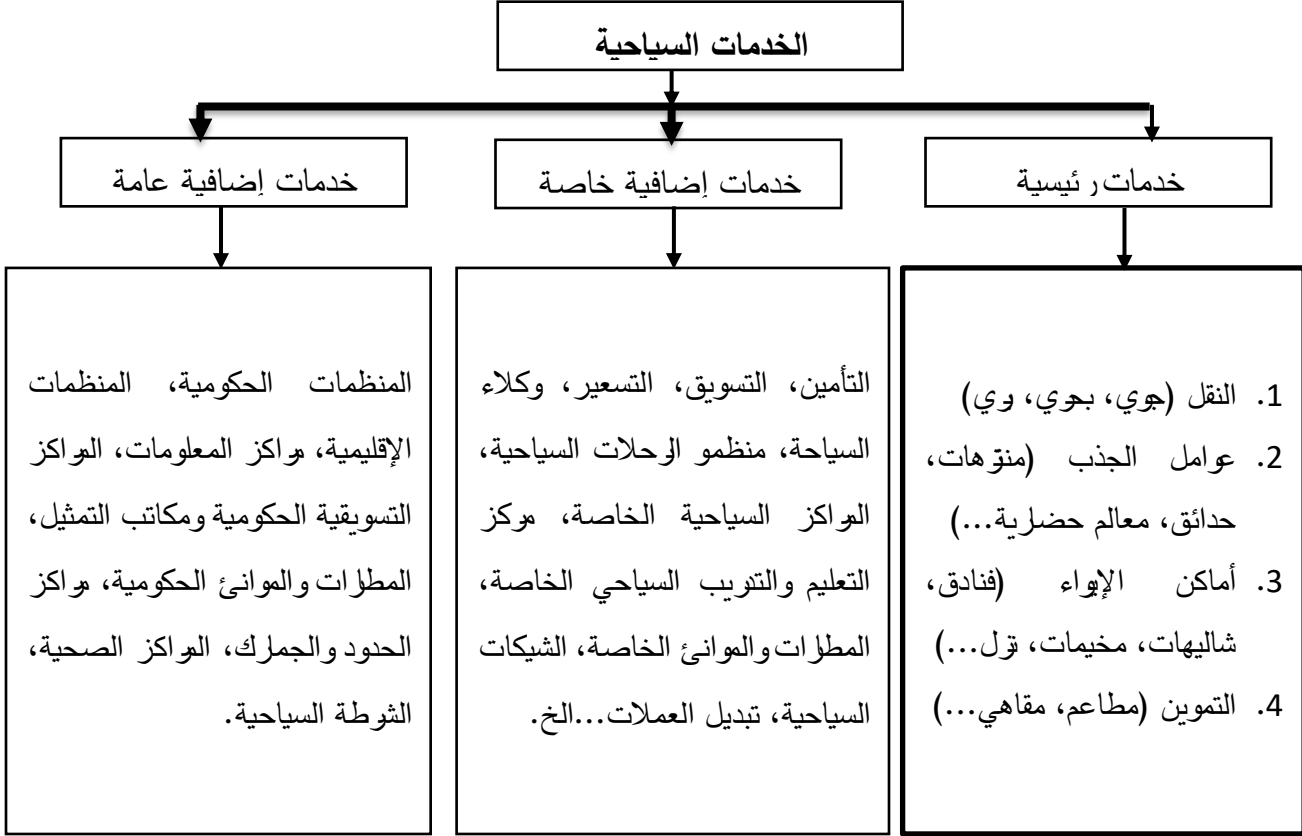 الخدمات السياحية
خدمات رئيسية
خدمات إضافية خاصة
خدمات إضافية عامة
1. النقل (جوي، بحري، بري)
2. عوامل الجذب (منتزهات،
حدائق، معالم حضارية...)
3. أماكن الإيواء (فنادق،
شاليهات، مخيمات، نزل...)
4. التموين (مطاعم، مقاهي...)
التأمين، التسويق، التسعير، وكلاء
السياحة، منظمو الرحلات السياحية،
المراكز السياحية الخاصة، مركز
التعليم والتدريب السياحي الخاصة،
المطارات والموانئ الخاصة، الشيكات
السياحية، تبديل العملات...الخ.
المنظمات الحكومية، المنظمات
الإقليمية، مراكز المعلومات، المراكز
التسويقية الحكومية ومكاتب التمثيل،
المطارات والموانئ الحكومية، مراكز
الحدود والجمارك، المراكز الصحية،
الشرطة السياحية.